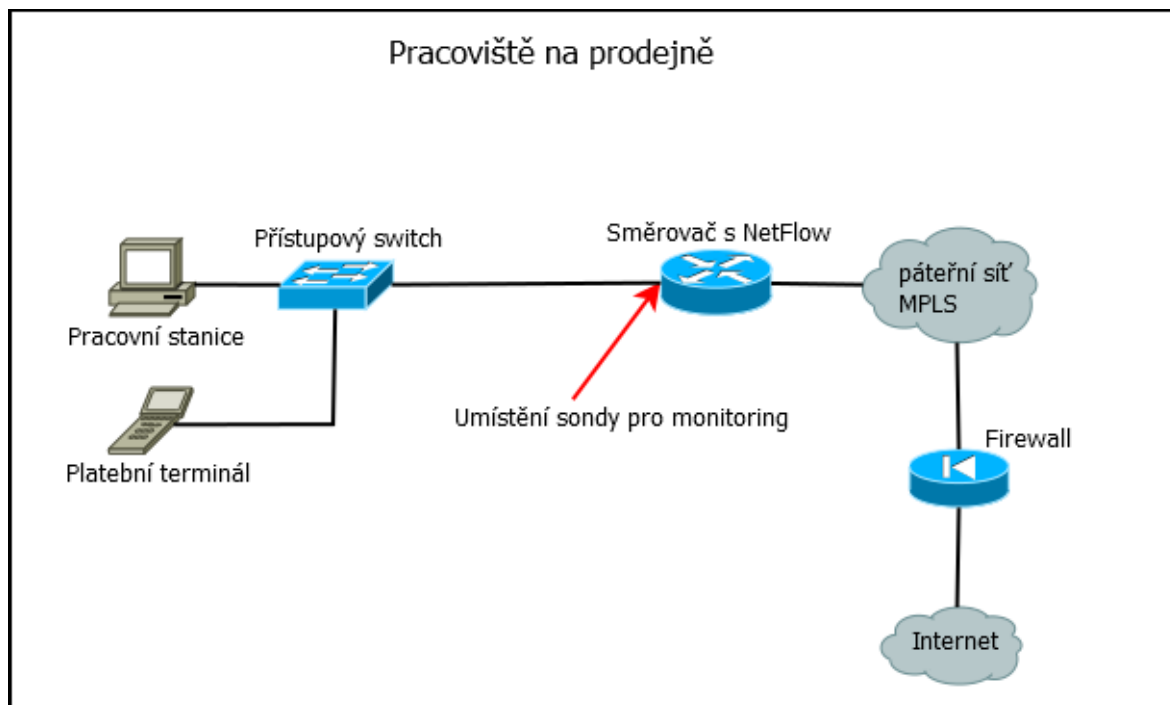 Pracoviště na prodejně
Přístupový switch
Směrovač s NetFlow
páteřní síť
MPLS
Pracovní stanice
Umístění sondy pro monitoring
Platební terminál
Firewall
Internet